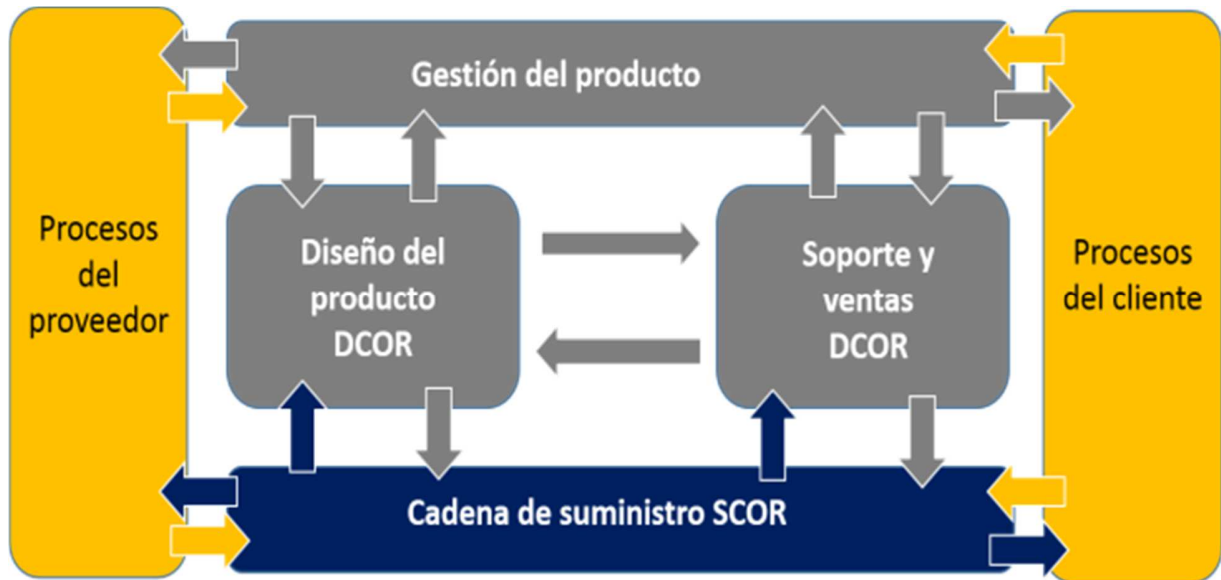 Gestión del producto
Procesos
del
proveedor
Diseño del
producto
DCOR
Soporte y
ventas
DCOR
Procesos
del cliente
Cadena de suministro SCOR